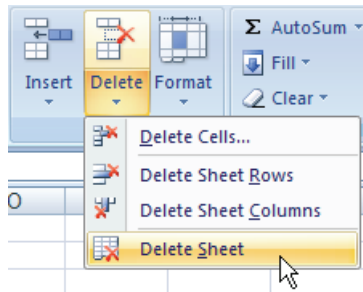 Insert Delete Format
Σ AutoSum
Fill
Clear
Delete Cells...
Delete Sheet Rows
Delete Sheet Columns
Delete Sheet
O